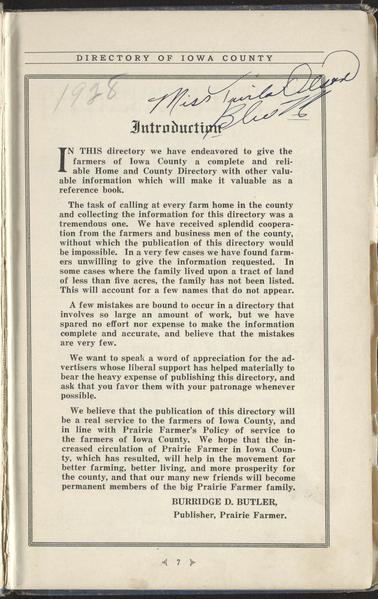 DIRECTORY OF IOWA COUNTY
1928
Miss
Introduction
IN THIS directory we have endeavored to give the
farmers of Iowa County a complete and reli-
able Home and County Directory with other valu-
able information which will make it valuable as a
reference book.
The task of calling at every farm home in the county
and collecting the information for this directory was a
tremendous one. We have received splendid coopera-
tion from the farmers and business men of the county,
without which the publication of this directory would
be impossible. In a very few cases we have found farm-
ers unwilling to give the information requested. In
some cases where the family lived upon a tract of land
of less than five acres, the family has not been listed.
This will account for a few names that do not appear.
A few mistakes are bound to occur in a directory that
involves so large an amount of work, but we have
spared no effort nor expense to make the information
complete and accurate, and believe that the mistakes
are very few.
We want to speak a word of appreciation for the ad-
vertisers whose liberal support has helped materially to
bear the heavy expense of publishing this directory, and
ask that you favor them with your patronage whenever
possible.
We believe that the publication of this directory will
be a real service to the farmers of Iowa County, and
in line with Prairie Farmer's Policy of service to
the farmers of Iowa County. We hope that the in-
creased circulation of Prairie Farmer in Iowa Coun-
ty, which has resulted, will help in the movement for
better farming, better living, and more prosperity for
the county, and that our many new friends will become
permanent members of the big Prairie Farmer family.
BURRIDGE D. BUTLER,
Publisher, Prairie Farmer.
7